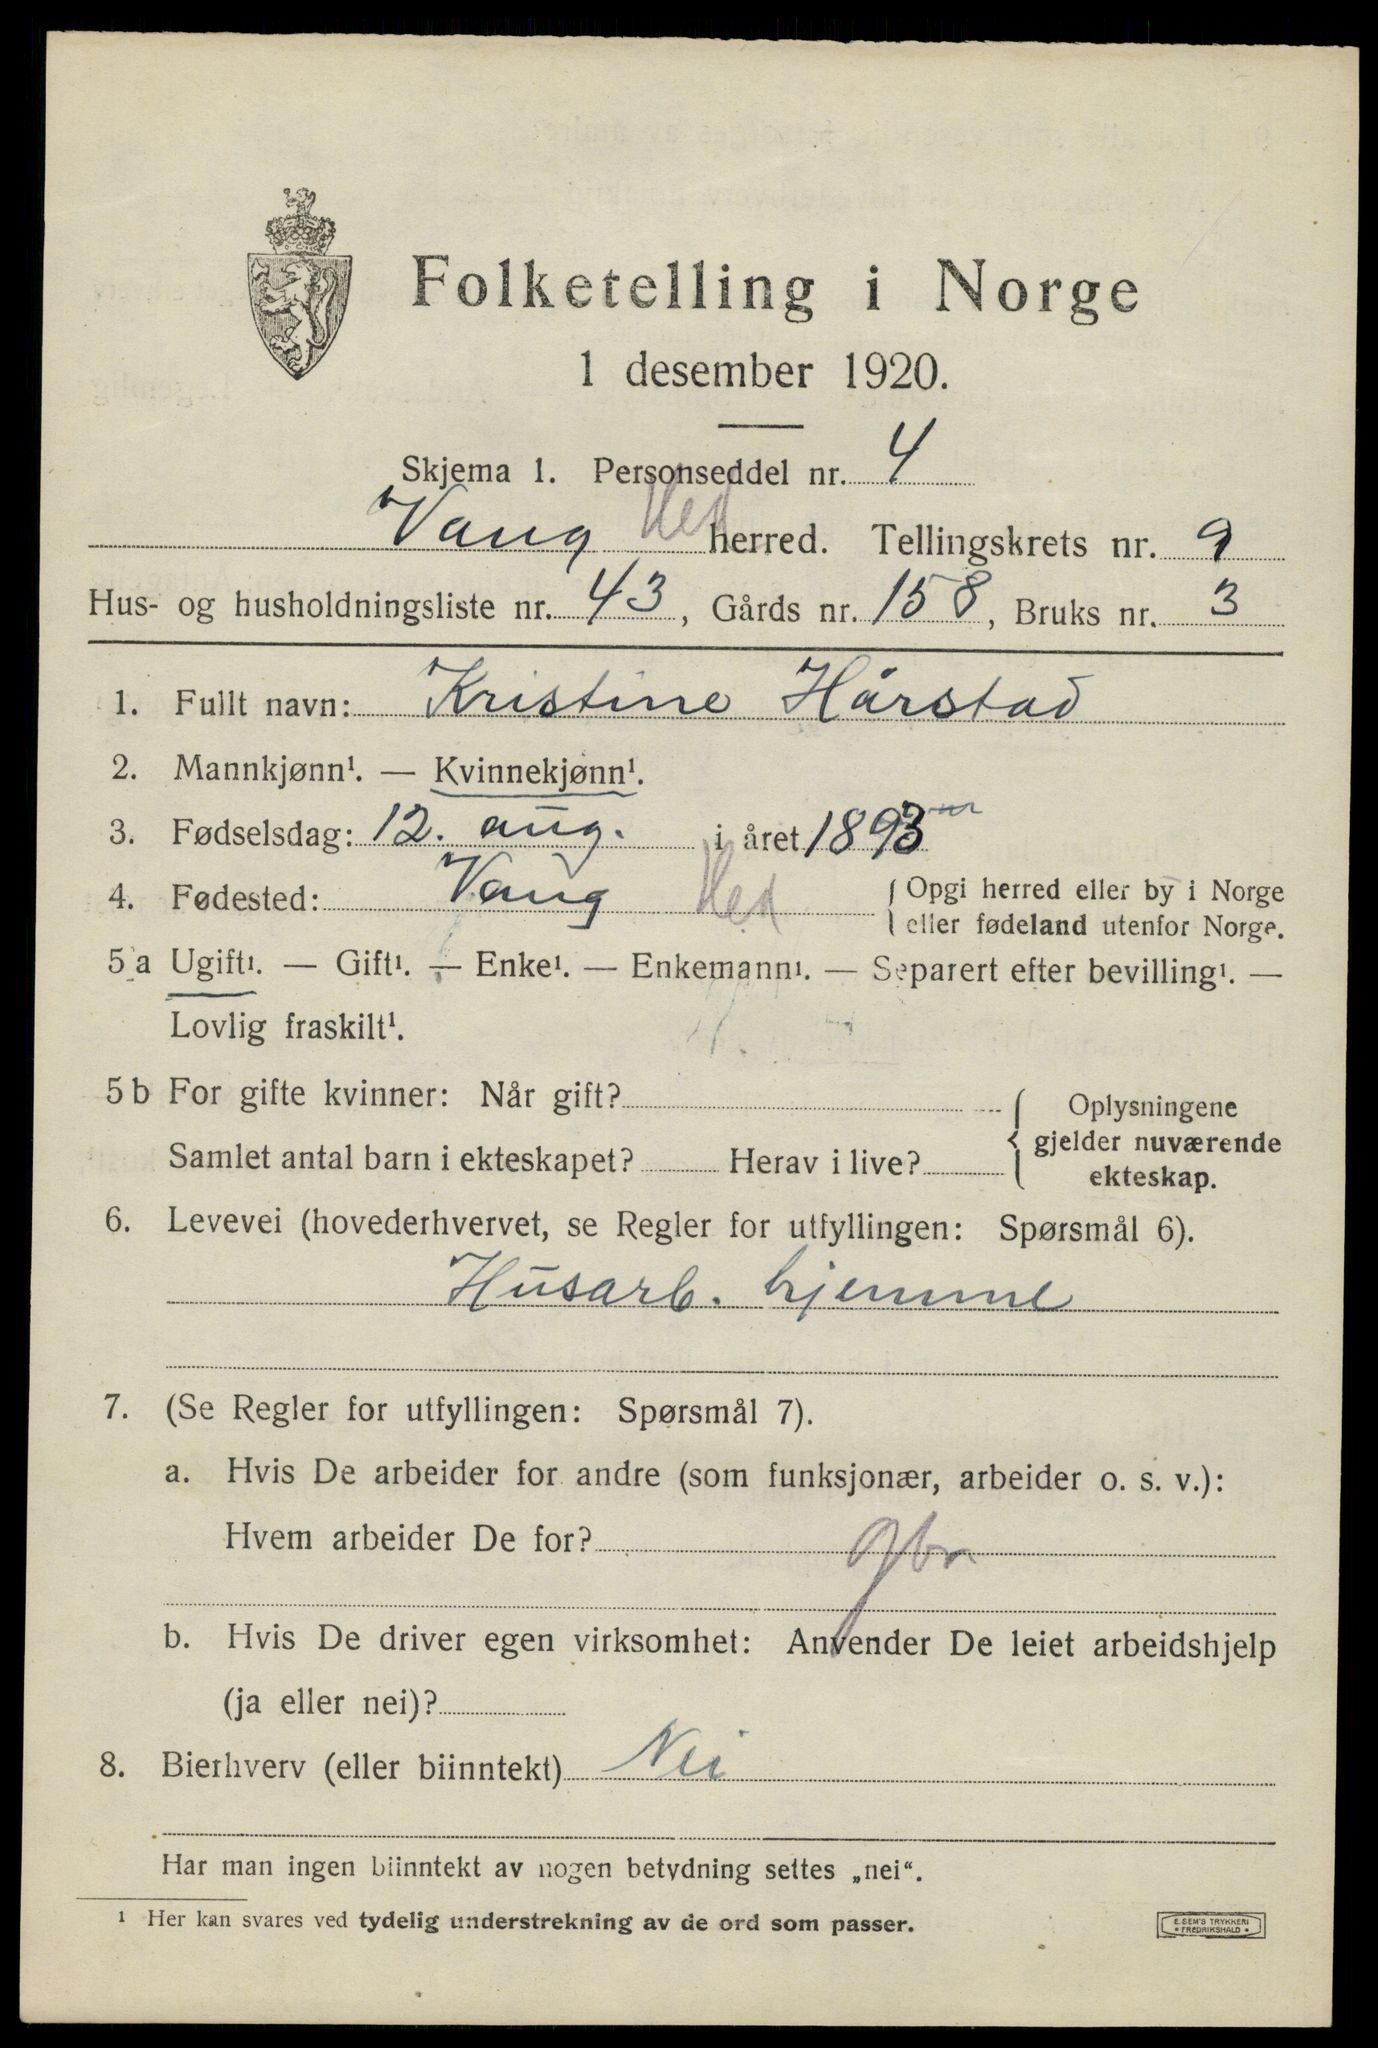 Folketelling i Norge
1 desember 1920.
Skjema 1. Personseddel nr. 4
Vang Hed herred. Tellingskrets nr. 9
Hus- og husholdningsliste nr. 43, Gårds nr. 158, Bruks nr. 3
1. Fullt navn: Kristine Hårstad
2. Mannkjønn¹. — Kvinnekjønn¹.
3. Fødselsdag: 12. aug. i året 1893
4. Fødested: Vang Hed { Opgi herred eller by i Norge
eller fødeland utenfor Norge.
5 a Ugift¹. — Gift¹. — Enke¹. — Enkemann¹. — Separert efter bevilling¹. —
Lovlig fraskilt¹.
5 b For gifte kvinner: Når gift?
Samlet antal barn i ekteskapet? Herav i live?
Oplysningene
gjelder nuværende
ekteskap.
6. Levevei (hovederhvervet, se Regler for utfyllingen: Spørsmål 6).
Husarb. hjemme
7. (Se Regler for utfyllingen: Spørsmål 7).
a. Hvis De arbeider for andre (som funksjonær, arbeider o. s. v.):
Hvem arbeider De for? gbr.
b. Hvis De driver egen virksomhet: Anvender De leiet arbeidshjelp
(ja eller nei)?
8. Bierhverv (eller biinntekt) Nei
Har man ingen biinntekt av nogen betydning settes „nei“.
¹ Her kan svares ved tydelig understrekning av de ord som passer.
E. SEM'S TRYKKERI
* FREDRIKSHALD *